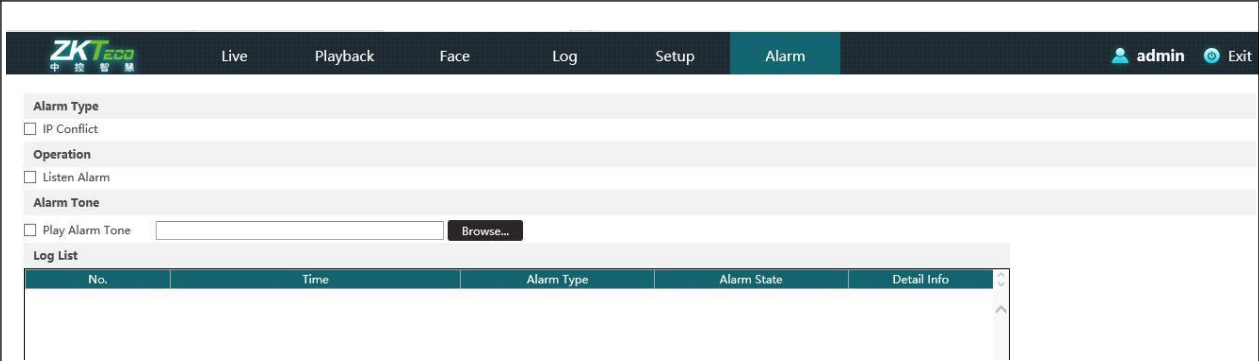 ZKTeco
中 控 智 慧
Live Playback Face Log Setup Alarm admin Exit
Alarm Type
IP Conflict
Operation
Listen Alarm
Alarm Tone
Play Alarm Tone Browse...
Log List
No. Time Alarm Type Alarm State Detail Info